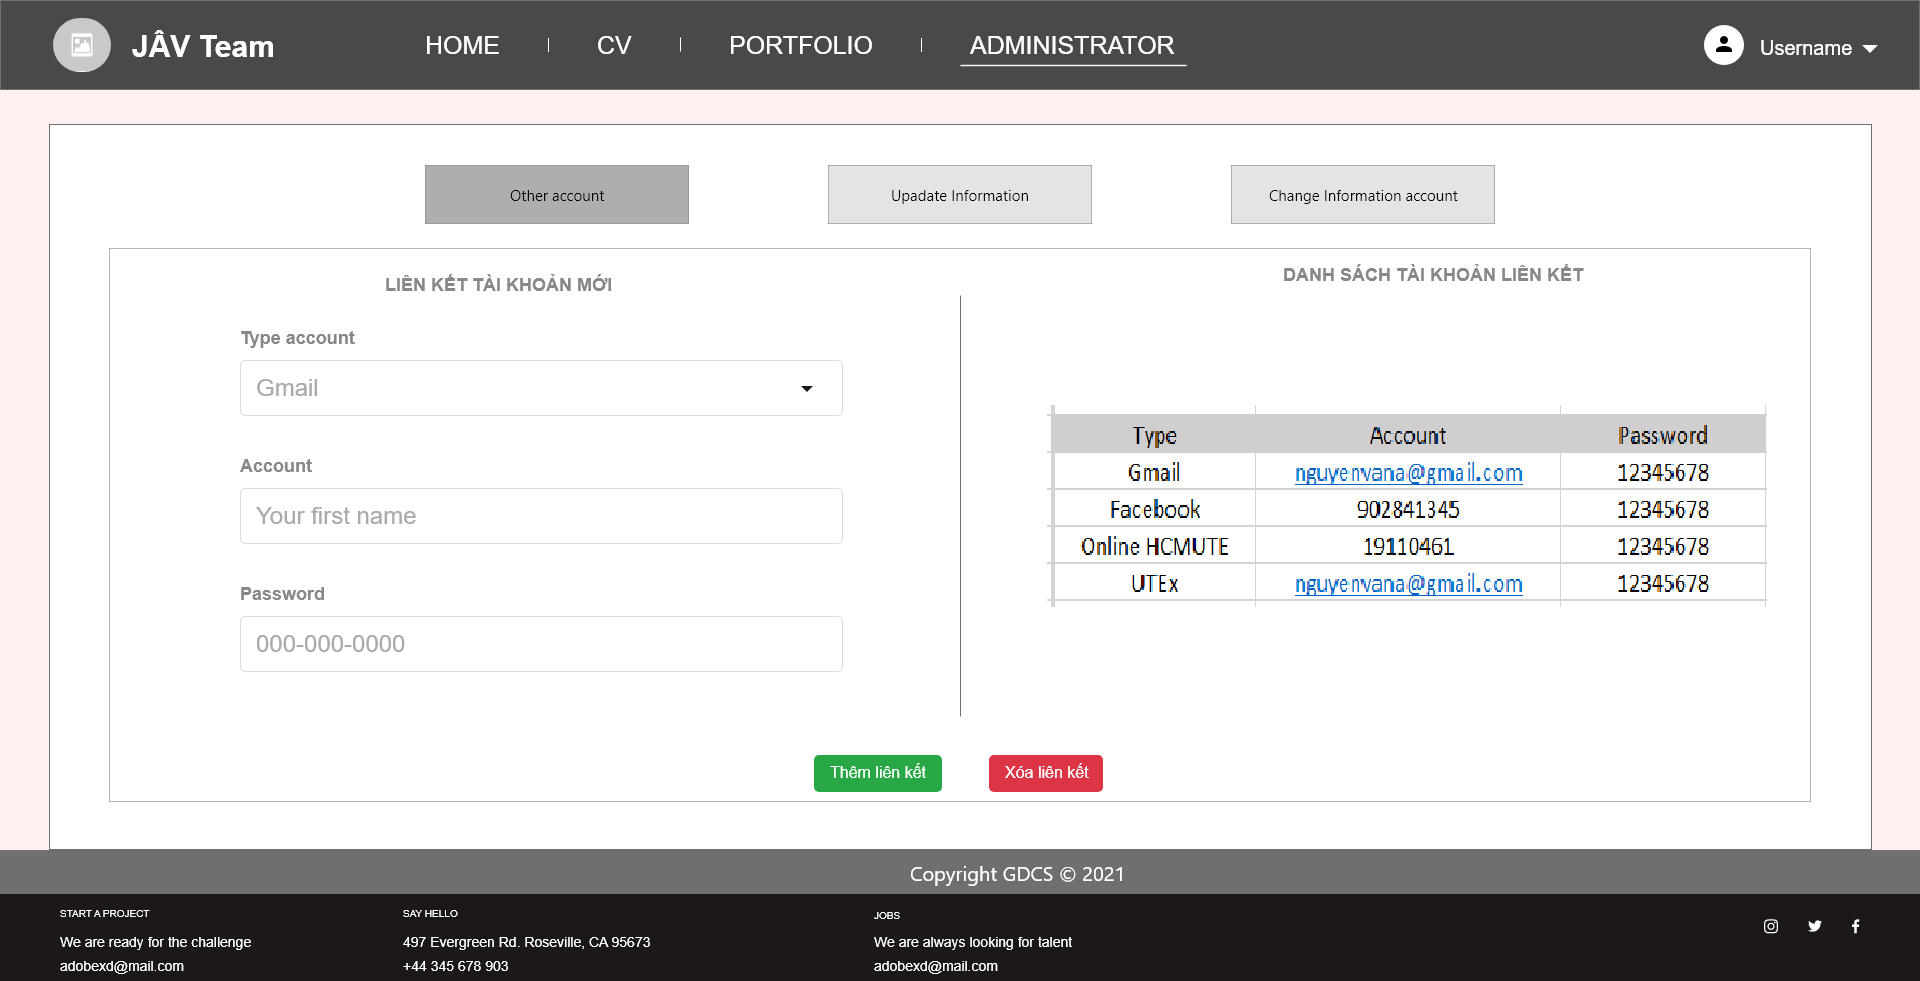 JÂV Team
HOME
CV
PORTFOLIO
ADMINISTRATOR
Username
Other account
Upadate Information
Change Information account
LIÊN KẾT TÀI KHOẢN MỚI
Type account
Gmail
Account
Your first name
Password
000-000-0000
DANH SÁCH TÀI KHOẢN LIÊN KẾT
Type Account Password
Gmail nguyenvana@gmail.com 12345678
Facebook 902841345 12345678
Online HCMUTE 19110461 12345678
UTEx nguyenvana@gmail.com 12345678
Thêm liên kết
Xóa liên kết
Copyright GDCS © 2021
START A PROJECT
We are ready for the challenge
adobexd@mail.com
SAY HELLO
497 Evergreen Rd. Roseville, CA 95673
+44 345 678 903
JOBS
We are always looking for talent
adobexd@mail.com